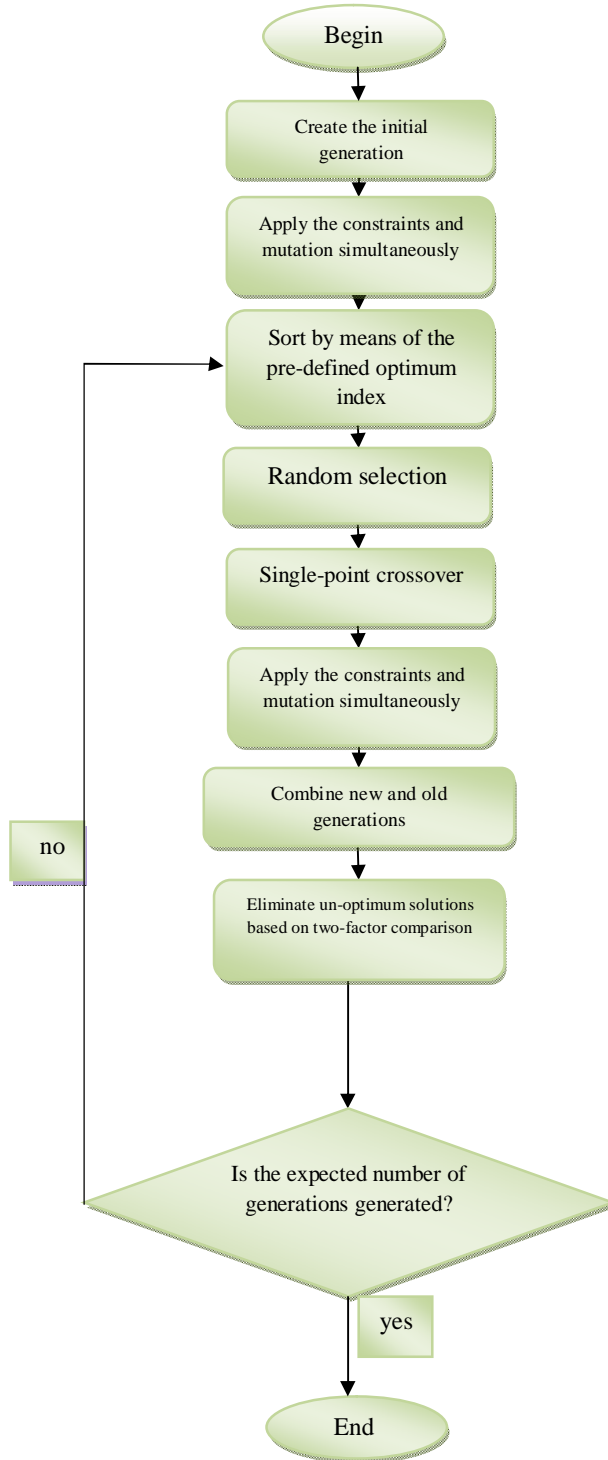 Begin
Create the initial
generation
Apply the constraints and
mutation simultaneously
Sort by means of the
pre-defined optimum
index
Random selection
Single-point crossover
Apply the constraints and
mutation simultaneously
Combine new and old
generations
no
Eliminate un-optimum solutions
based on two-factor comparison
Is the expected number of
generations generated?
yes
End